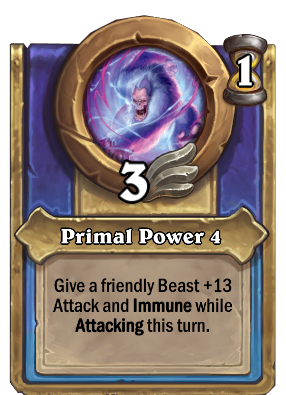 1
3
Primal Power 4
Give a friendly Beast +13
Attack and Immune while
Attacking this turn.